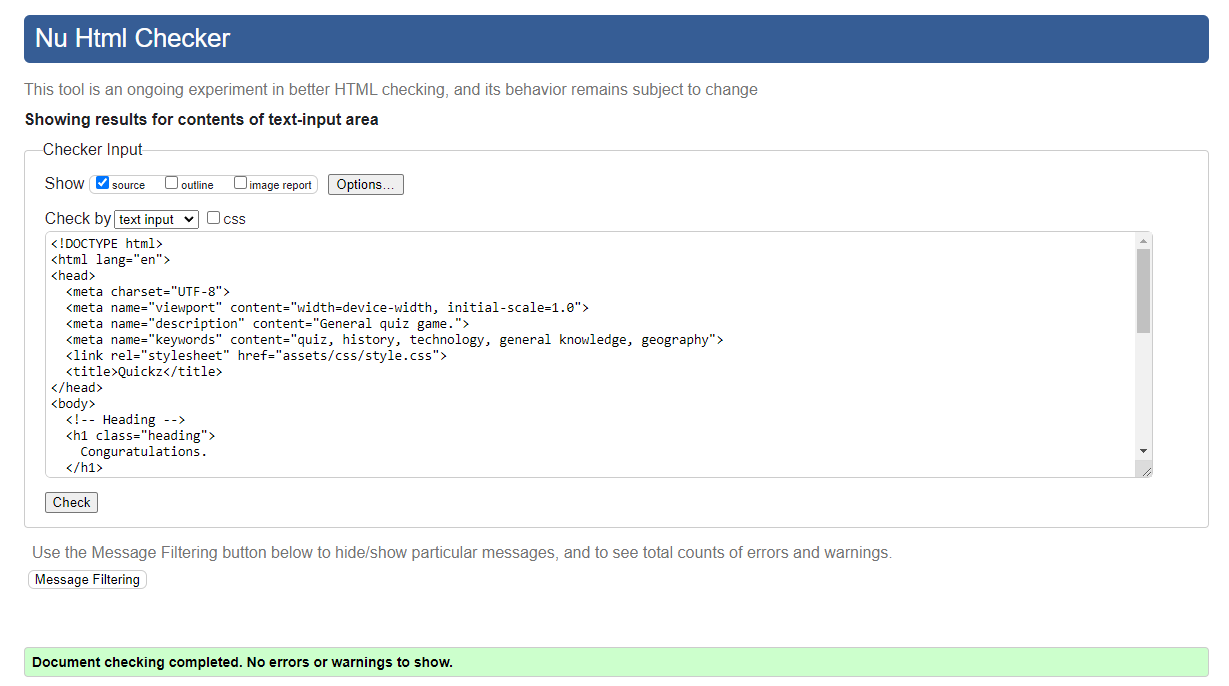 Nu Html Checker
This tool is an ongoing experiment in better HTML checking, and its behavior remains subject to change
Showing results for contents of text-input area
Checker Input
Show source outline image report Options...
Check by text input css
<!DOCTYPE html>
<html lang="en">
<head>
  <meta charset="UTF-8">
  <meta name="viewport" content="width=device-width, initial-scale=1.0">
  <meta name="description" content="General quiz game.">
  <meta name="keywords" content="quiz, history, technology, general knowledge, geography">
  <link rel="stylesheet" href="assets/css/style.css">
  <title>Quickz</title>
</head>
<body>
  <!-- Heading -->
  <h1 class="heading">
    Conguratulations.
  </h1>
Check
Use the Message Filtering button below to hide/show particular messages, and to see total counts of errors and warnings.
Message Filtering
Document checking completed. No errors or warnings to show.